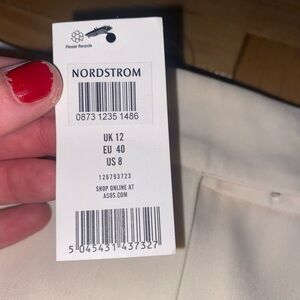 Please Recycle
NORDSTROM
0873 1235 1486
UK 12
EU 40
US 8
126783723
SHOP ONLINE AT
ASOS.COM
5 045431 437327